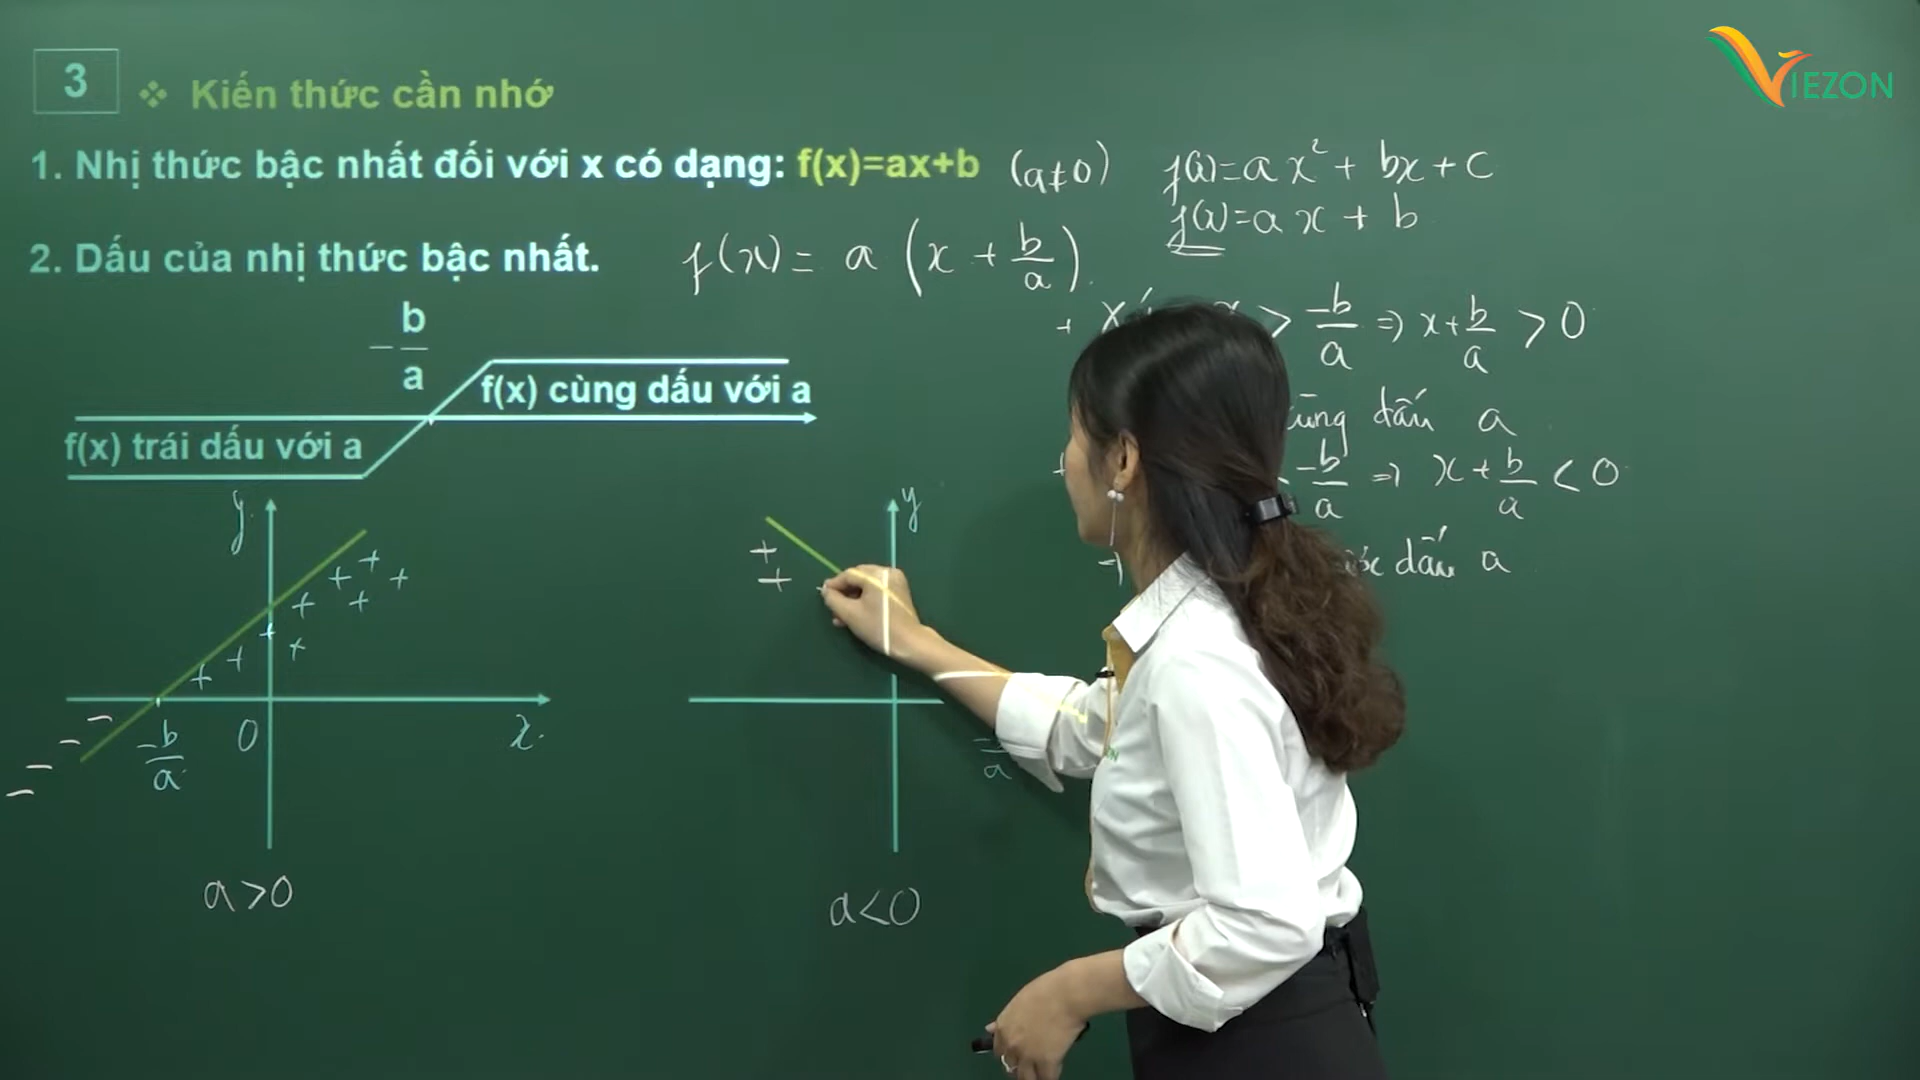 VIEZON
3
❖ Kiến thức cần nhớ
1. Nhị thức bậc nhất đối với x có dạng: f(x)=ax+b (a≠0)
f(x)=ax²+bx+c
f(x)=ax+b
2. Dấu của nhị thức bậc nhất.
f(x) = a(x + b/a)
+ > -b/a ⇒ x + b/a > 0
cùng dấu a
-b/a ⇒ x + b/a < 0
⇒ dấu a
- b/a
f(x) cùng dấu với a
f(x) trái dấu với a
y
+ + + + + + + + + +
- - - -
-b/a
0
x
a>0
y
+ +
a
a<0